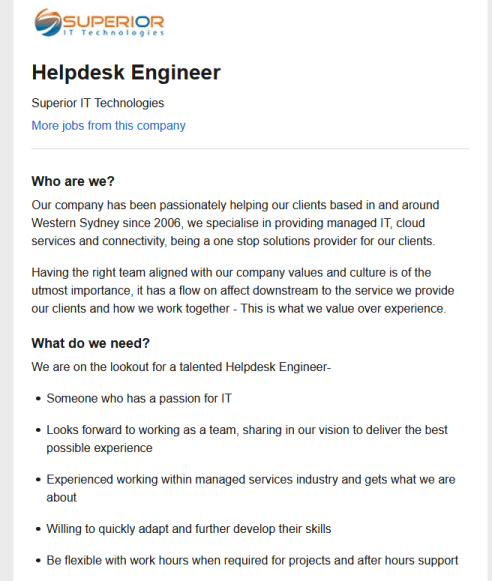 SUPERIOR
IT Technologies
Helpdesk Engineer
Superior IT Technologies
More jobs from this company
Who are we?
Our company has been passionately helping our clients based in and around
Western Sydney since 2006, we specialise in providing managed IT, cloud
services and connectivity, being a one stop solutions provider for our clients.
Having the right team aligned with our company values and culture is of the
utmost importance, it has a flow on affect downstream to the service we provide
our clients and how we work together - This is what we value over experience.
What do we need?
We are on the lookout for a talented Helpdesk Engineer-
• Someone who has a passion for IT
• Looks forward to working as a team, sharing in our vision to deliver the best
possible experience
• Experienced working within managed services industry and gets what we are
about
• Willing to quickly adapt and further develop their skills
• Be flexible with work hours when required for projects and after hours support